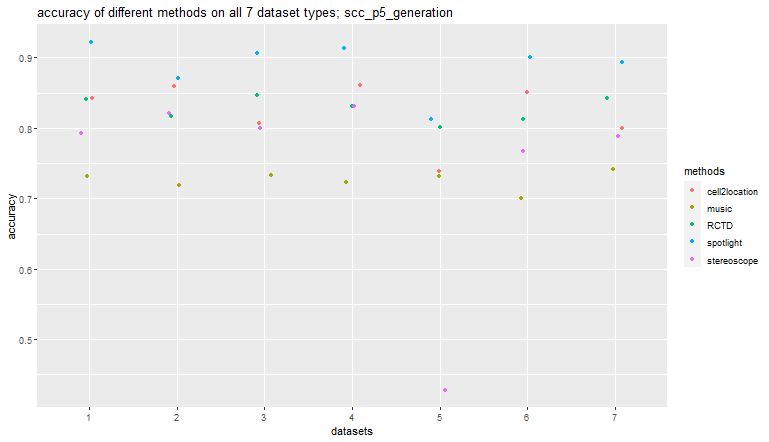 accuracy of different methods on all 7 dataset types; scc_p5_generation
0.9
0.8
0.7
0.6
0.5
accuracy
1 2 3 4 5 6 7
datasets
methods
cell2location
music
RCTD
spotlight
stereoscope